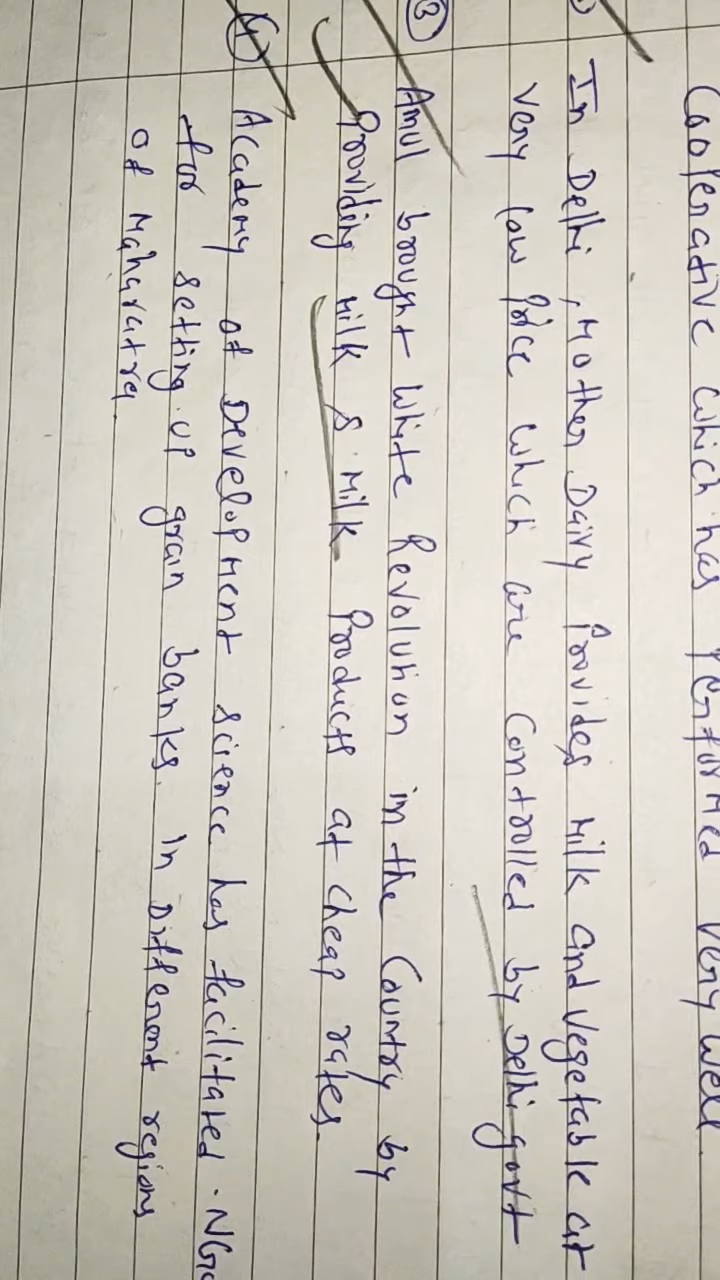 Cooperative which has performed very well
In Delhi, Mother Dairy Provides Milk and vegetable at
very low price which are controlled by Delhi govt
③ Amul brought white Revolution in the Country by
Providing Milk & Milk Products at cheap rates.
④ Academy of Development science has facilitated NGO
for setting up grain banks in Different regions
of Maharatra